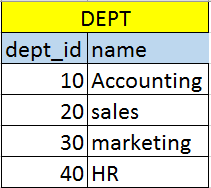 DEPT
dept_id name
10 Accounting
20 sales
30 marketing
40 HR